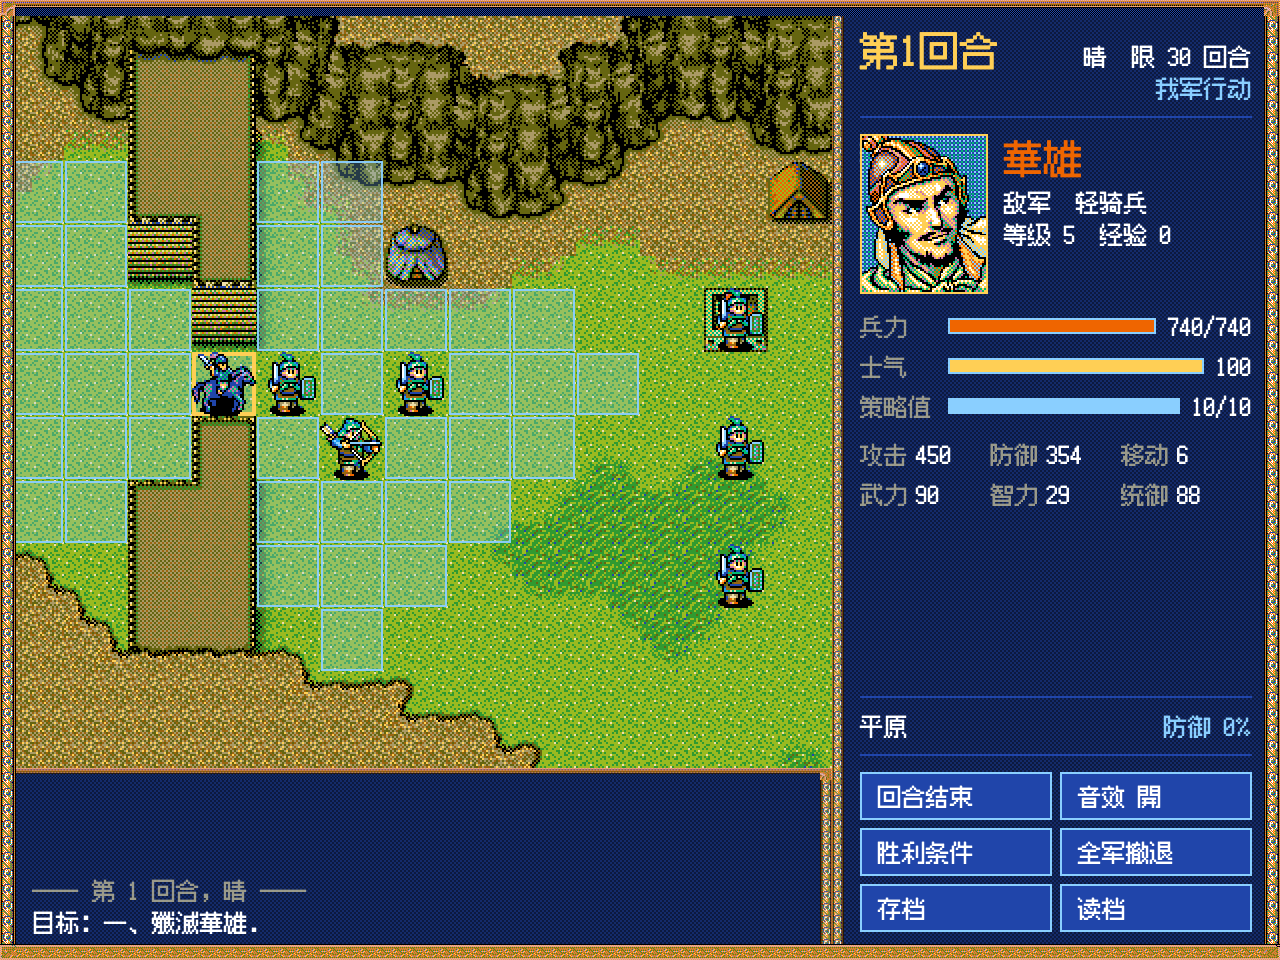 第1回合
晴 限 30 回合
我军行动
華雄
敌军 轻骑兵
等级 5 经验 0
兵力 740/740
士气 100
策略值 10/10
攻击 450 防御 354 移动 6
武力 90 智力 29 统御 88
平原 防御 0%
回合结束 音效 開
胜利条件 全军撤退
存档 读档
—— 第 1 回合，晴 ——
目标：一、殲滅華雄．